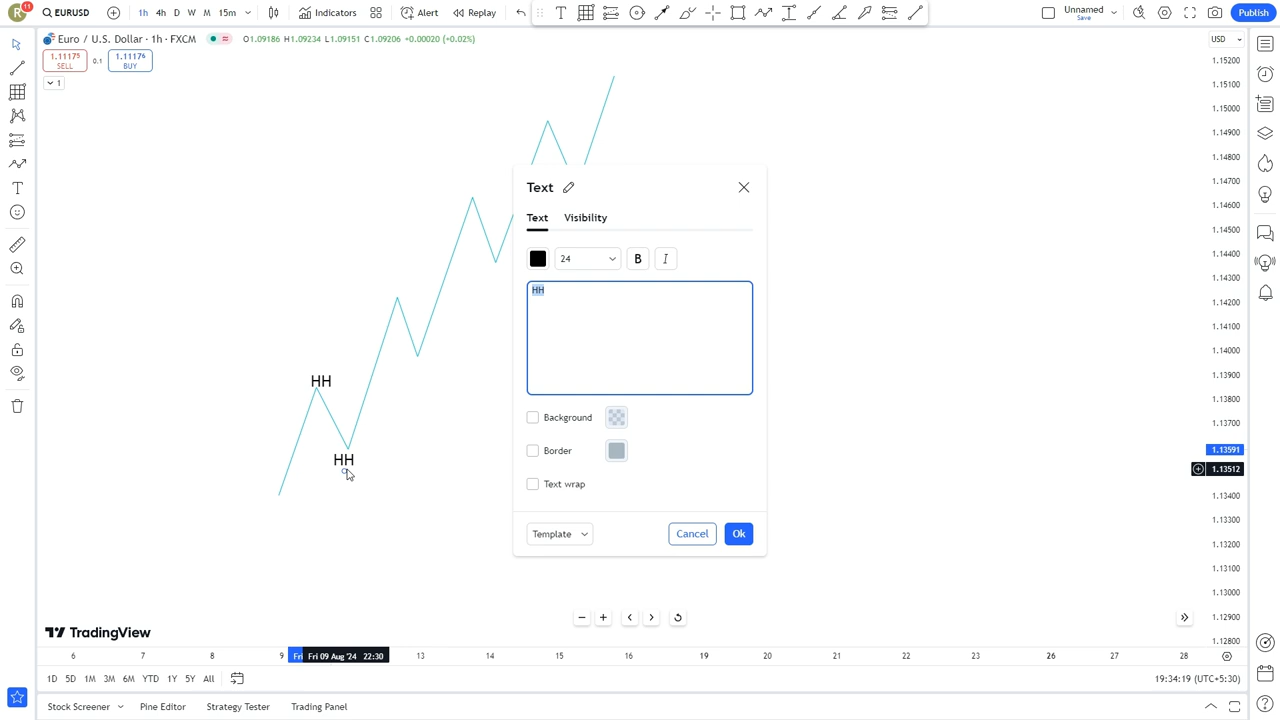 R 11 EURUSD 1h 4h D W M 15m Indicators Alert Replay Unnamed Save Publish
Euro / U.S. Dollar · 1h · FXCM O1.09186 H1.09234 L1.09151 C1.09206 +0.00020 (+0.02%) USD
1.11175 SELL 0.1 1.11176 BUY
1
1.15200
1.15100
1.15000
1.14900
1.14800
1.14700
1.14600
1.14500
1.14400
1.14300
1.14200
1.14100
1.14000
1.13900
1.13800
1.13700
1.13591
1.13512
1.13400
1.13300
1.13200
1.13100
1.13000
1.12900
1.12800
Text
Text Visibility
24 B I
HH
Background
Border
Text wrap
Template Cancel Ok
HH
HH
TradingView
6 7 8 9 Fri Fri 09 Aug '24 22:30 13 14 15 16 19 20 21 22 23 26 27 28
1D 5D 1M 3M 6M YTD 1Y 5Y All 19:34:19 (UTC+5:30)
Stock Screener Pine Editor Strategy Tester Trading Panel